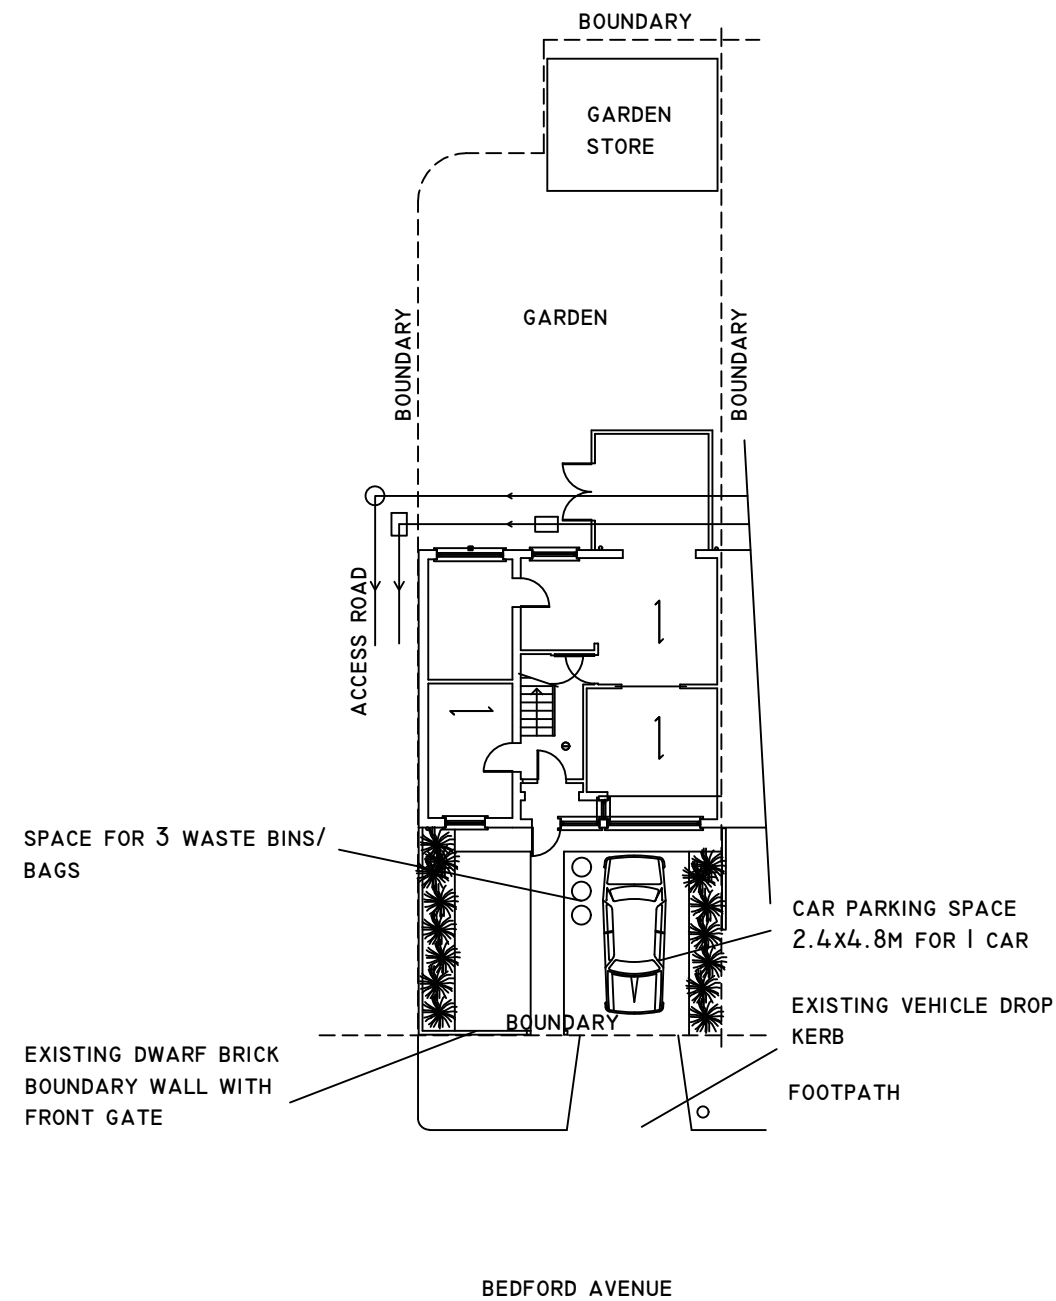 BOUNDARY
GARDEN
STORE
GARDEN
BOUNDARY
BOUNDARY
ACCESS ROAD
SPACE FOR 3 WASTE BINS/
BAGS
CAR PARKING SPACE
2.4X4.8M FOR 1 CAR
EXISTING VEHICLE DROP
KERB
BOUNDARY
EXISTING DWARF BRICK
BOUNDARY WALL WITH
FRONT GATE
FOOTPATH
BEDFORD AVENUE